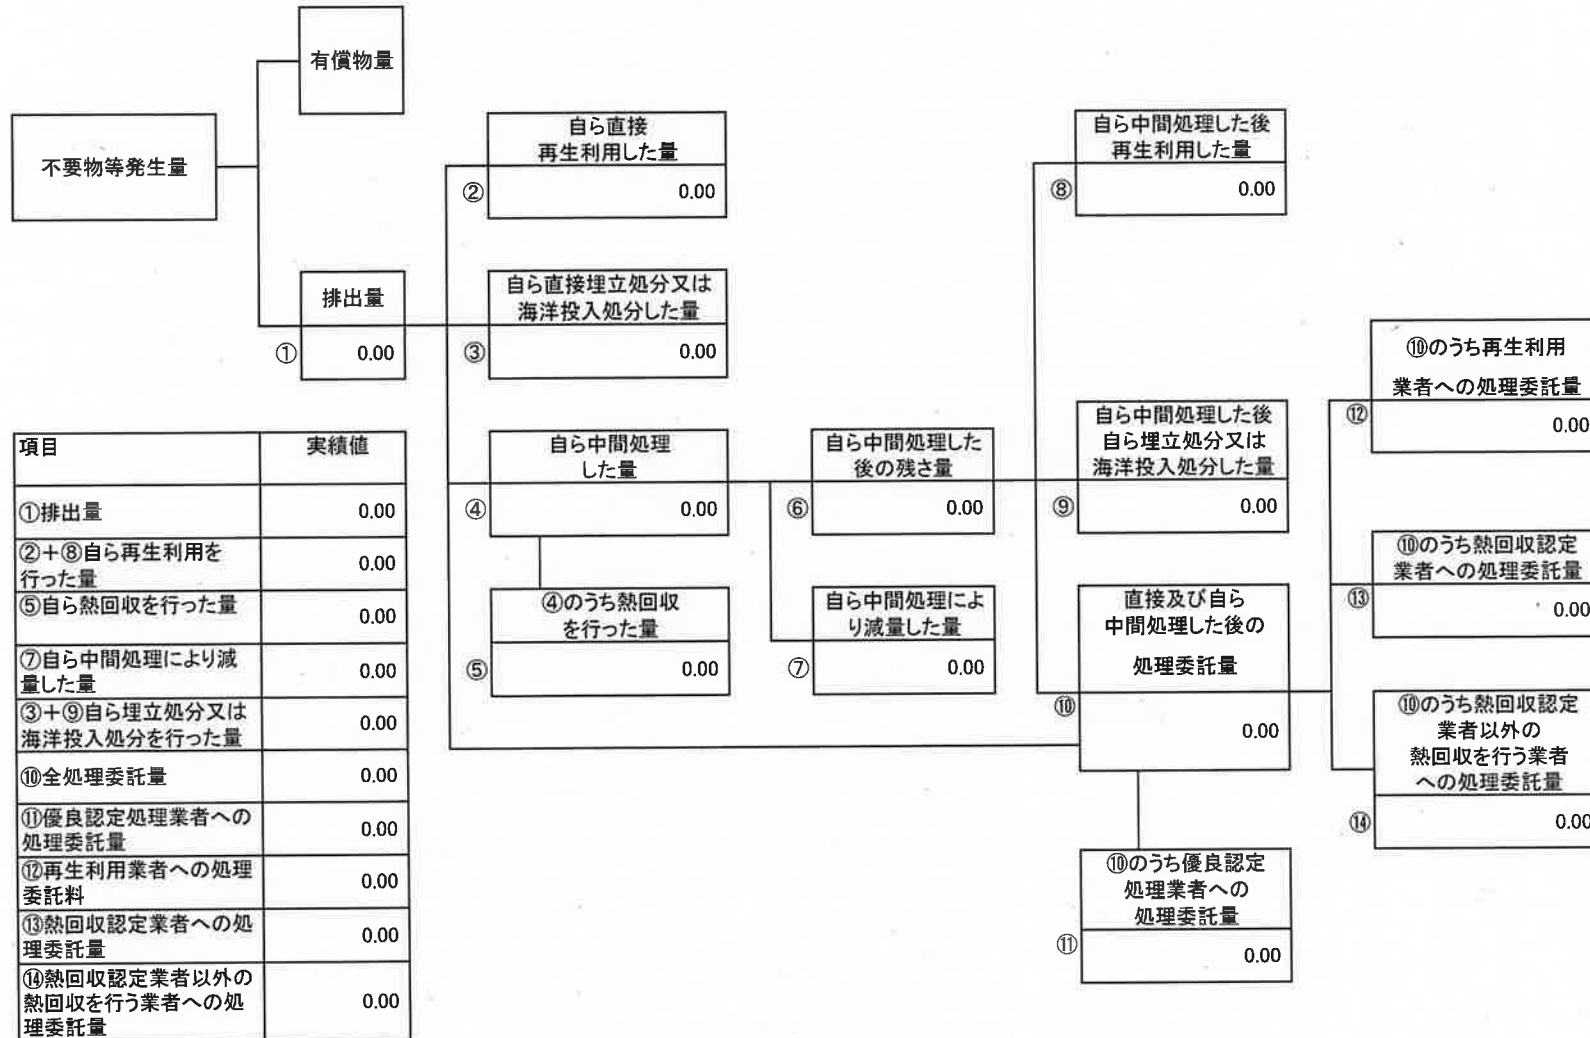 有償物量
不要物等発生量
自ら直接
再生利用した量
② 0.00
自ら中間処理した後
再生利用した量
⑧ 0.00
排出量
① 0.00
自ら直接埋立処分又は
海洋投入処分した量
③ 0.00
⑩のうち再生利用
業者への処理委託量
⑫ 0.00
自ら中間処理
した量
④ 0.00
自ら中間処理した
後の残さ量
⑥ 0.00
自ら中間処理した後
自ら埋立処分又は
海洋投入処分した量
⑨ 0.00
⑩のうち熱回収認定
業者への処理委託量
⑬ 0.00
④のうち熱回収
を行った量
⑤ 0.00
自ら中間処理によ
り減量した量
⑦ 0.00
直接及び自ら
中間処理した後の
処理委託量
⑩ 0.00
⑩のうち熱回収認定
業者以外の
熱回収を行う業者
への処理委託量
⑭ 0.00
⑩のうち優良認定
処理業者への
処理委託量
⑪ 0.00
項目 実績値
①排出量 0.00
②+⑧自ら再生利用を
行った量 0.00
⑤自ら熱回収を行った量 0.00
⑦自ら中間処理により減
量した量 0.00
③+⑨自ら埋立処分又は
海洋投入処分を行った量 0.00
⑩全処理委託量 0.00
⑪優良認定処理業者への
処理委託量 0.00
⑫再生利用業者への処理
委託料 0.00
⑬熱回収認定業者への処
理委託量 0.00
⑭熱回収認定業者以外の
熱回収を行う業者への処
理委託量 0.00